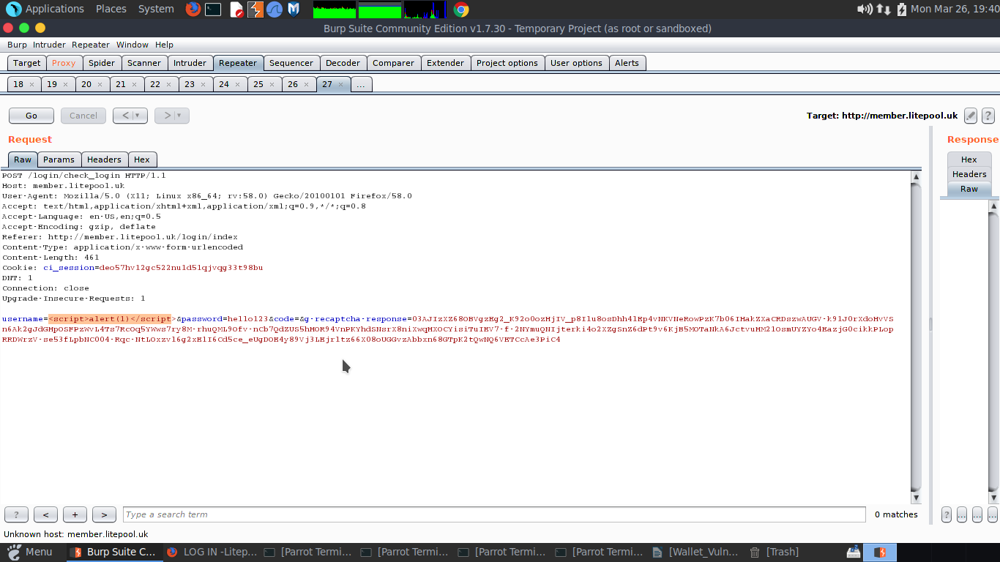 Applications Places System Mon Mar 26, 19:40
Burp Suite Community Edition v1.7.30 - Temporary Project (as root or sandboxed)
Burp Intruder Repeater Window Help
Target Proxy Spider Scanner Intruder Repeater Sequencer Decoder Comparer Extender Project options User options Alerts
18 × 19 × 20 × 21 × 22 × 23 × 24 × 25 × 26 × 27 × ...
Go Cancel < | ▼ > | ▼ Target: http://member.litepool.uk ?
Request Response
Raw Params Headers Hex
Hex
Headers
Raw
POST /login/check_login HTTP/1.1
Host: member.litepool.uk
User-Agent: Mozilla/5.0 (X11; Linux x86_64; rv:58.0) Gecko/20100101 Firefox/58.0
Accept: text/html,application/xhtml+xml,application/xml;q=0.9,*/*;q=0.8
Accept-Language: en-US,en;q=0.5
Accept-Encoding: gzip, deflate
Referer: http://member.litepool.uk/login/index
Content-Type: application/x-www-form-urlencoded
Content-Length: 461
Cookie: ci_session=deo57hv12gc522nu1d51qjvqg33t98bu
DNT: 1
Connection: close
Upgrade-Insecure-Requests: 1
username=<script>alert(1)</script>&password=hello123&code=&g-recaptcha-response=
? < + > Type a search term 0 matches ? ... ... ...
Unknown host: member.litepool.uk
Menu Burp Suite C... LOG IN -Litep... [Parrot Termi... [Parrot Termi... [Parrot Termi... [Parrot Termi... [Wallet_Vuln... [Trash]